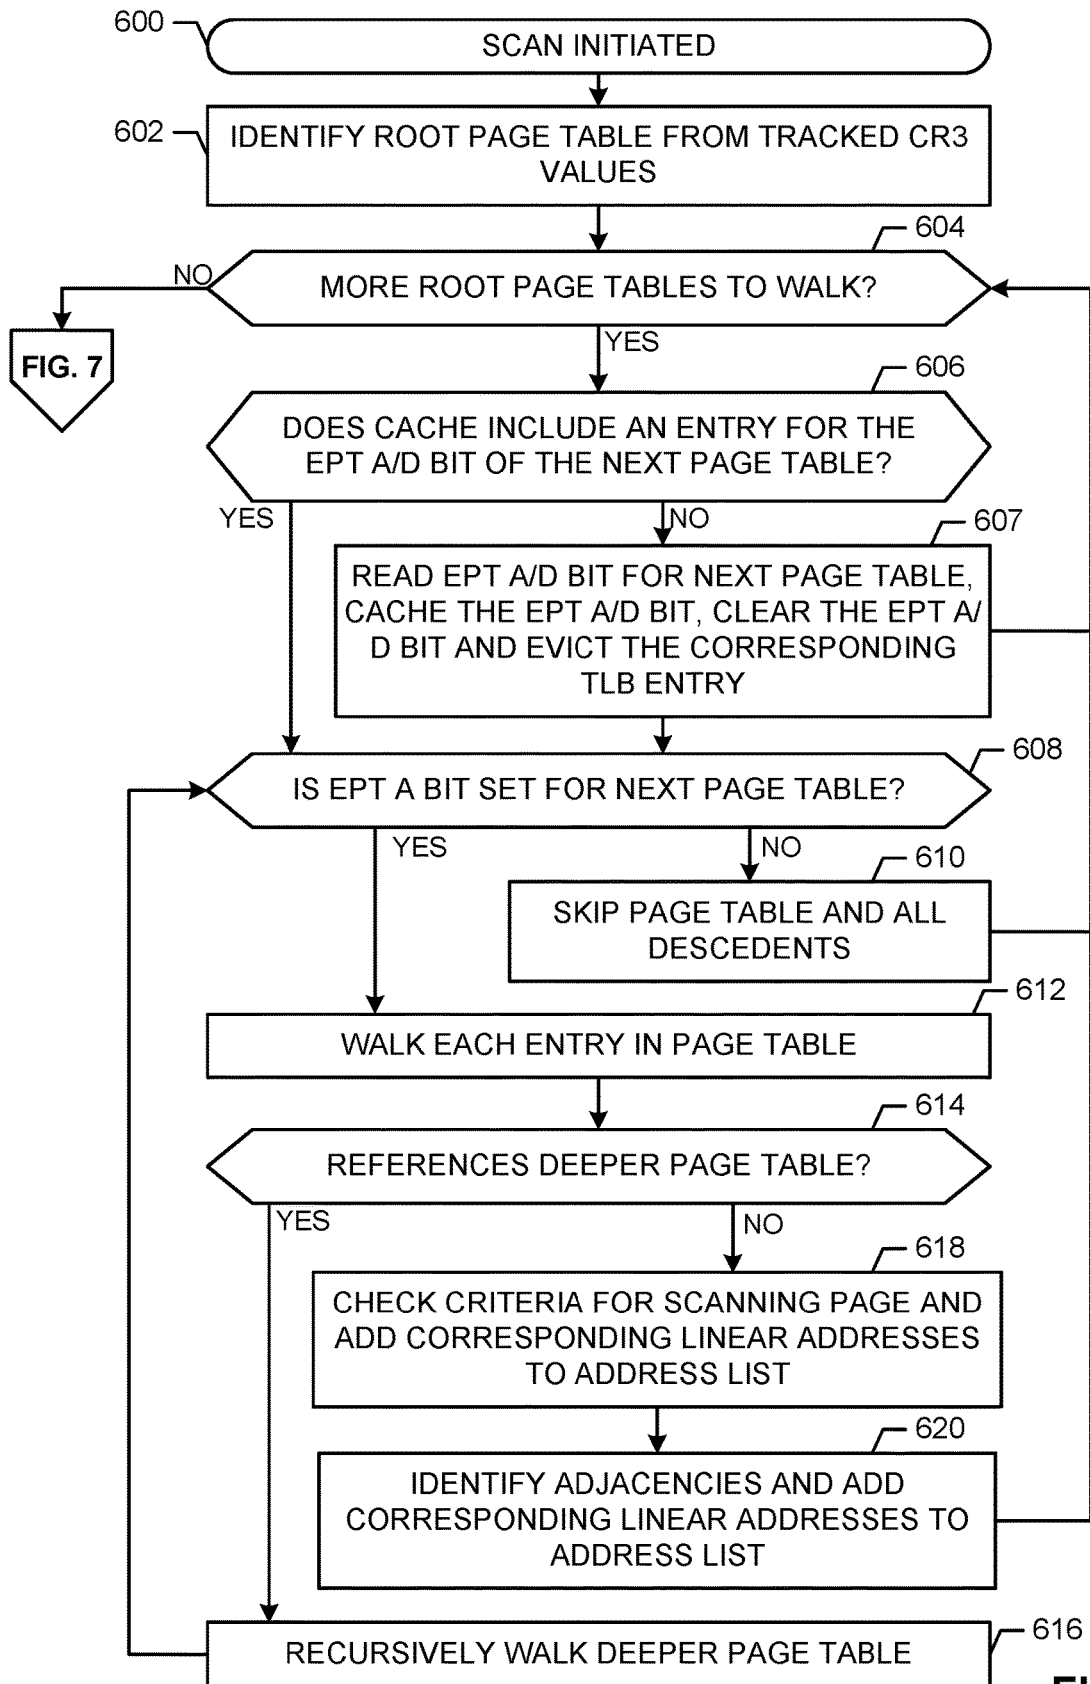 600
SCAN INITIATED
602
IDENTIFY ROOT PAGE TABLE FROM TRACKED CR3
VALUES
604
NO
MORE ROOT PAGE TABLES TO WALK?
FIG. 7
YES
606
DOES CACHE INCLUDE AN ENTRY FOR THE
EPT A/D BIT OF THE NEXT PAGE TABLE?
YES
NO
607
READ EPT A/D BIT FOR NEXT PAGE TABLE,
CACHE THE EPT A/D BIT, CLEAR THE EPT A/
D BIT AND EVICT THE CORRESPONDING
TLB ENTRY
608
IS EPT A BIT SET FOR NEXT PAGE TABLE?
YES
NO
610
SKIP PAGE TABLE AND ALL
DESCEDENTS
612
WALK EACH ENTRY IN PAGE TABLE
614
REFERENCES DEEPER PAGE TABLE?
YES
NO
618
CHECK CRITERIA FOR SCANNING PAGE AND
ADD CORRESPONDING LINEAR ADDRESSES
TO ADDRESS LIST
620
IDENTIFY ADJACENCIES AND ADD
CORRESPONDING LINEAR ADDRESSES TO
ADDRESS LIST
616
RECURSIVELY WALK DEEPER PAGE TABLE